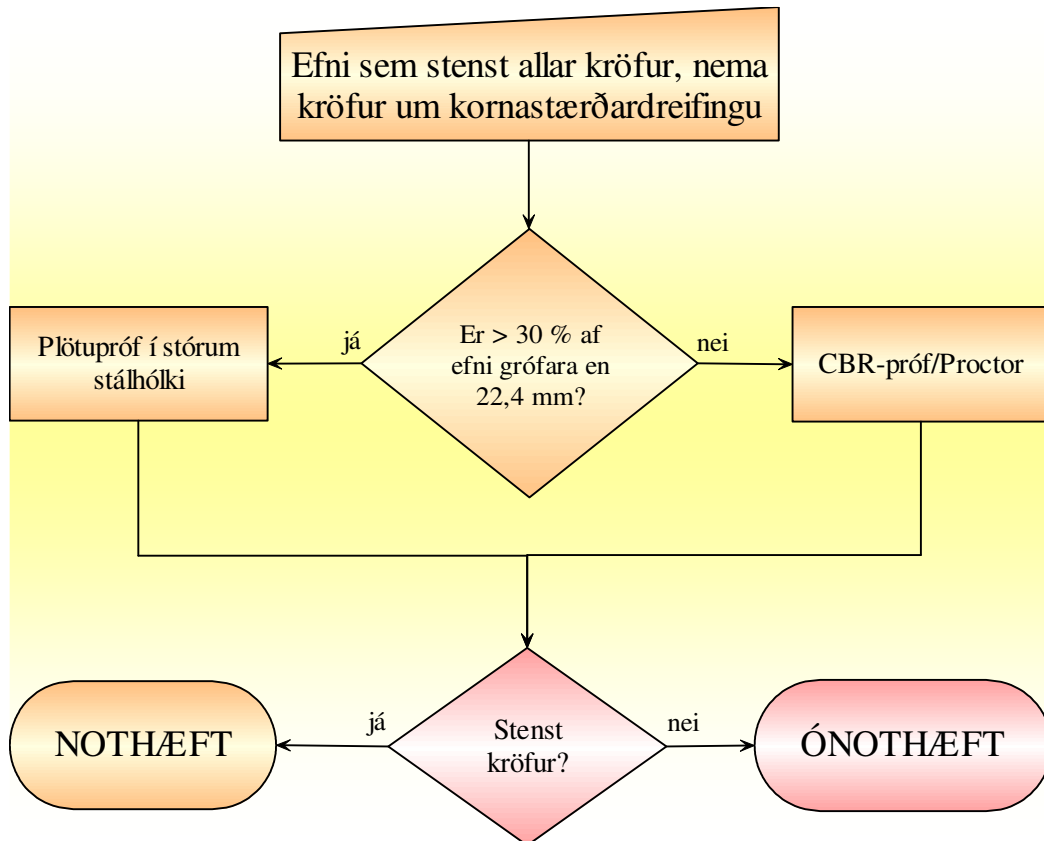 Efni sem stenst allar kröfur, nema
kröfur um kornastærðardreifingu
já
Er > 30 % af
efni grófara en
22,4 mm?
nei
Plötupróf í stórum
stálhólki
CBR-próf/Proctor
NOTHÆFT
já
Stenst
kröfur?
nei
ÓNOTHÆFT